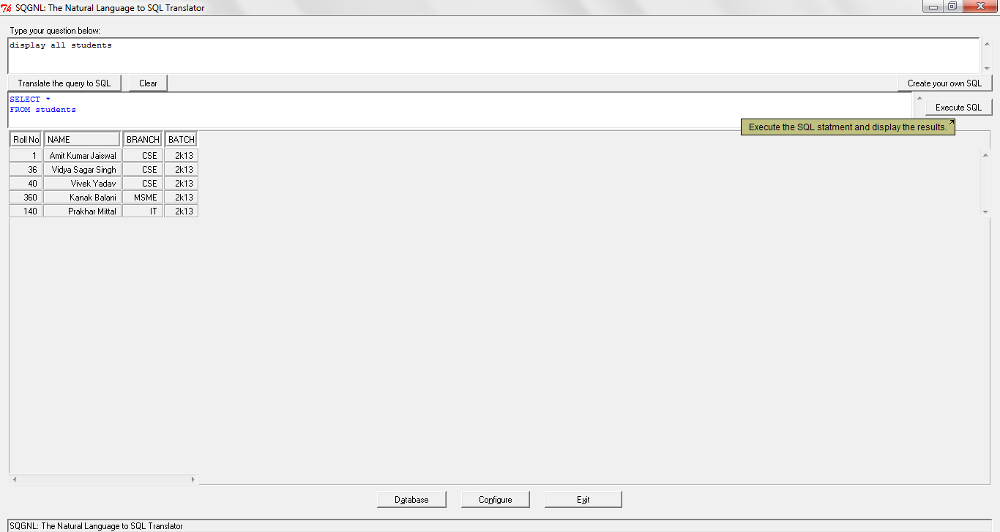 SQGNL: The Natural Language to SQL Translator
Type your question below:
display all students
Translate the query to SQL Clear Create your own SQL
SELECT *
FROM students
Execute SQL
Execute the SQL statment and display the results.
Roll No NAME BRANCH BATCH
1 Amit Kumar Jaiswal CSE 2k13
36 Vidya Sagar Singh CSE 2k13
40 Vivek Yadav CSE 2k13
360 Kanak Balani MSME 2k13
140 Prakhar Mittal IT 2k13
Database Configure Exit
SQGNL: The Natural Language to SQL Translator